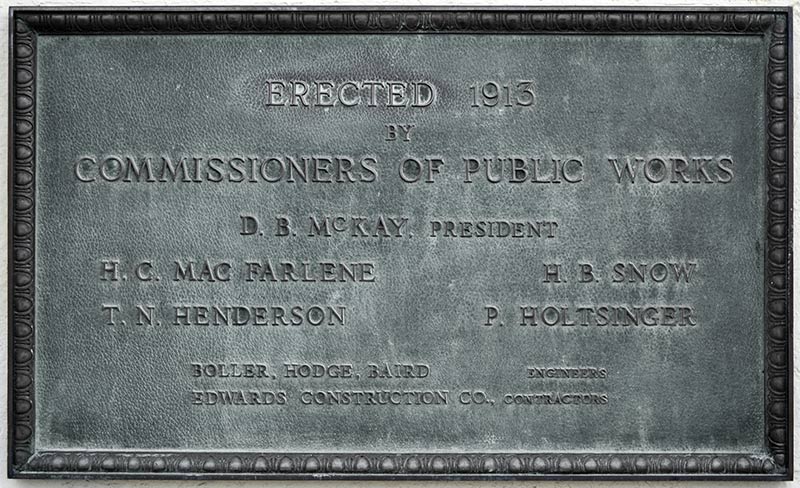 ERECTED 1913
BY
COMMISSIONERS OF PUBLIC WORKS
D. B. McKAY, PRESIDENT
H. C. MAC FARLENE H. B. SNOW
T. N. HENDERSON P. HOLTSINGER
BOLLER, HODGE, BAIRD ENGINEERS
EDWARDS CONSTRUCTION CO., CONTRACTORS